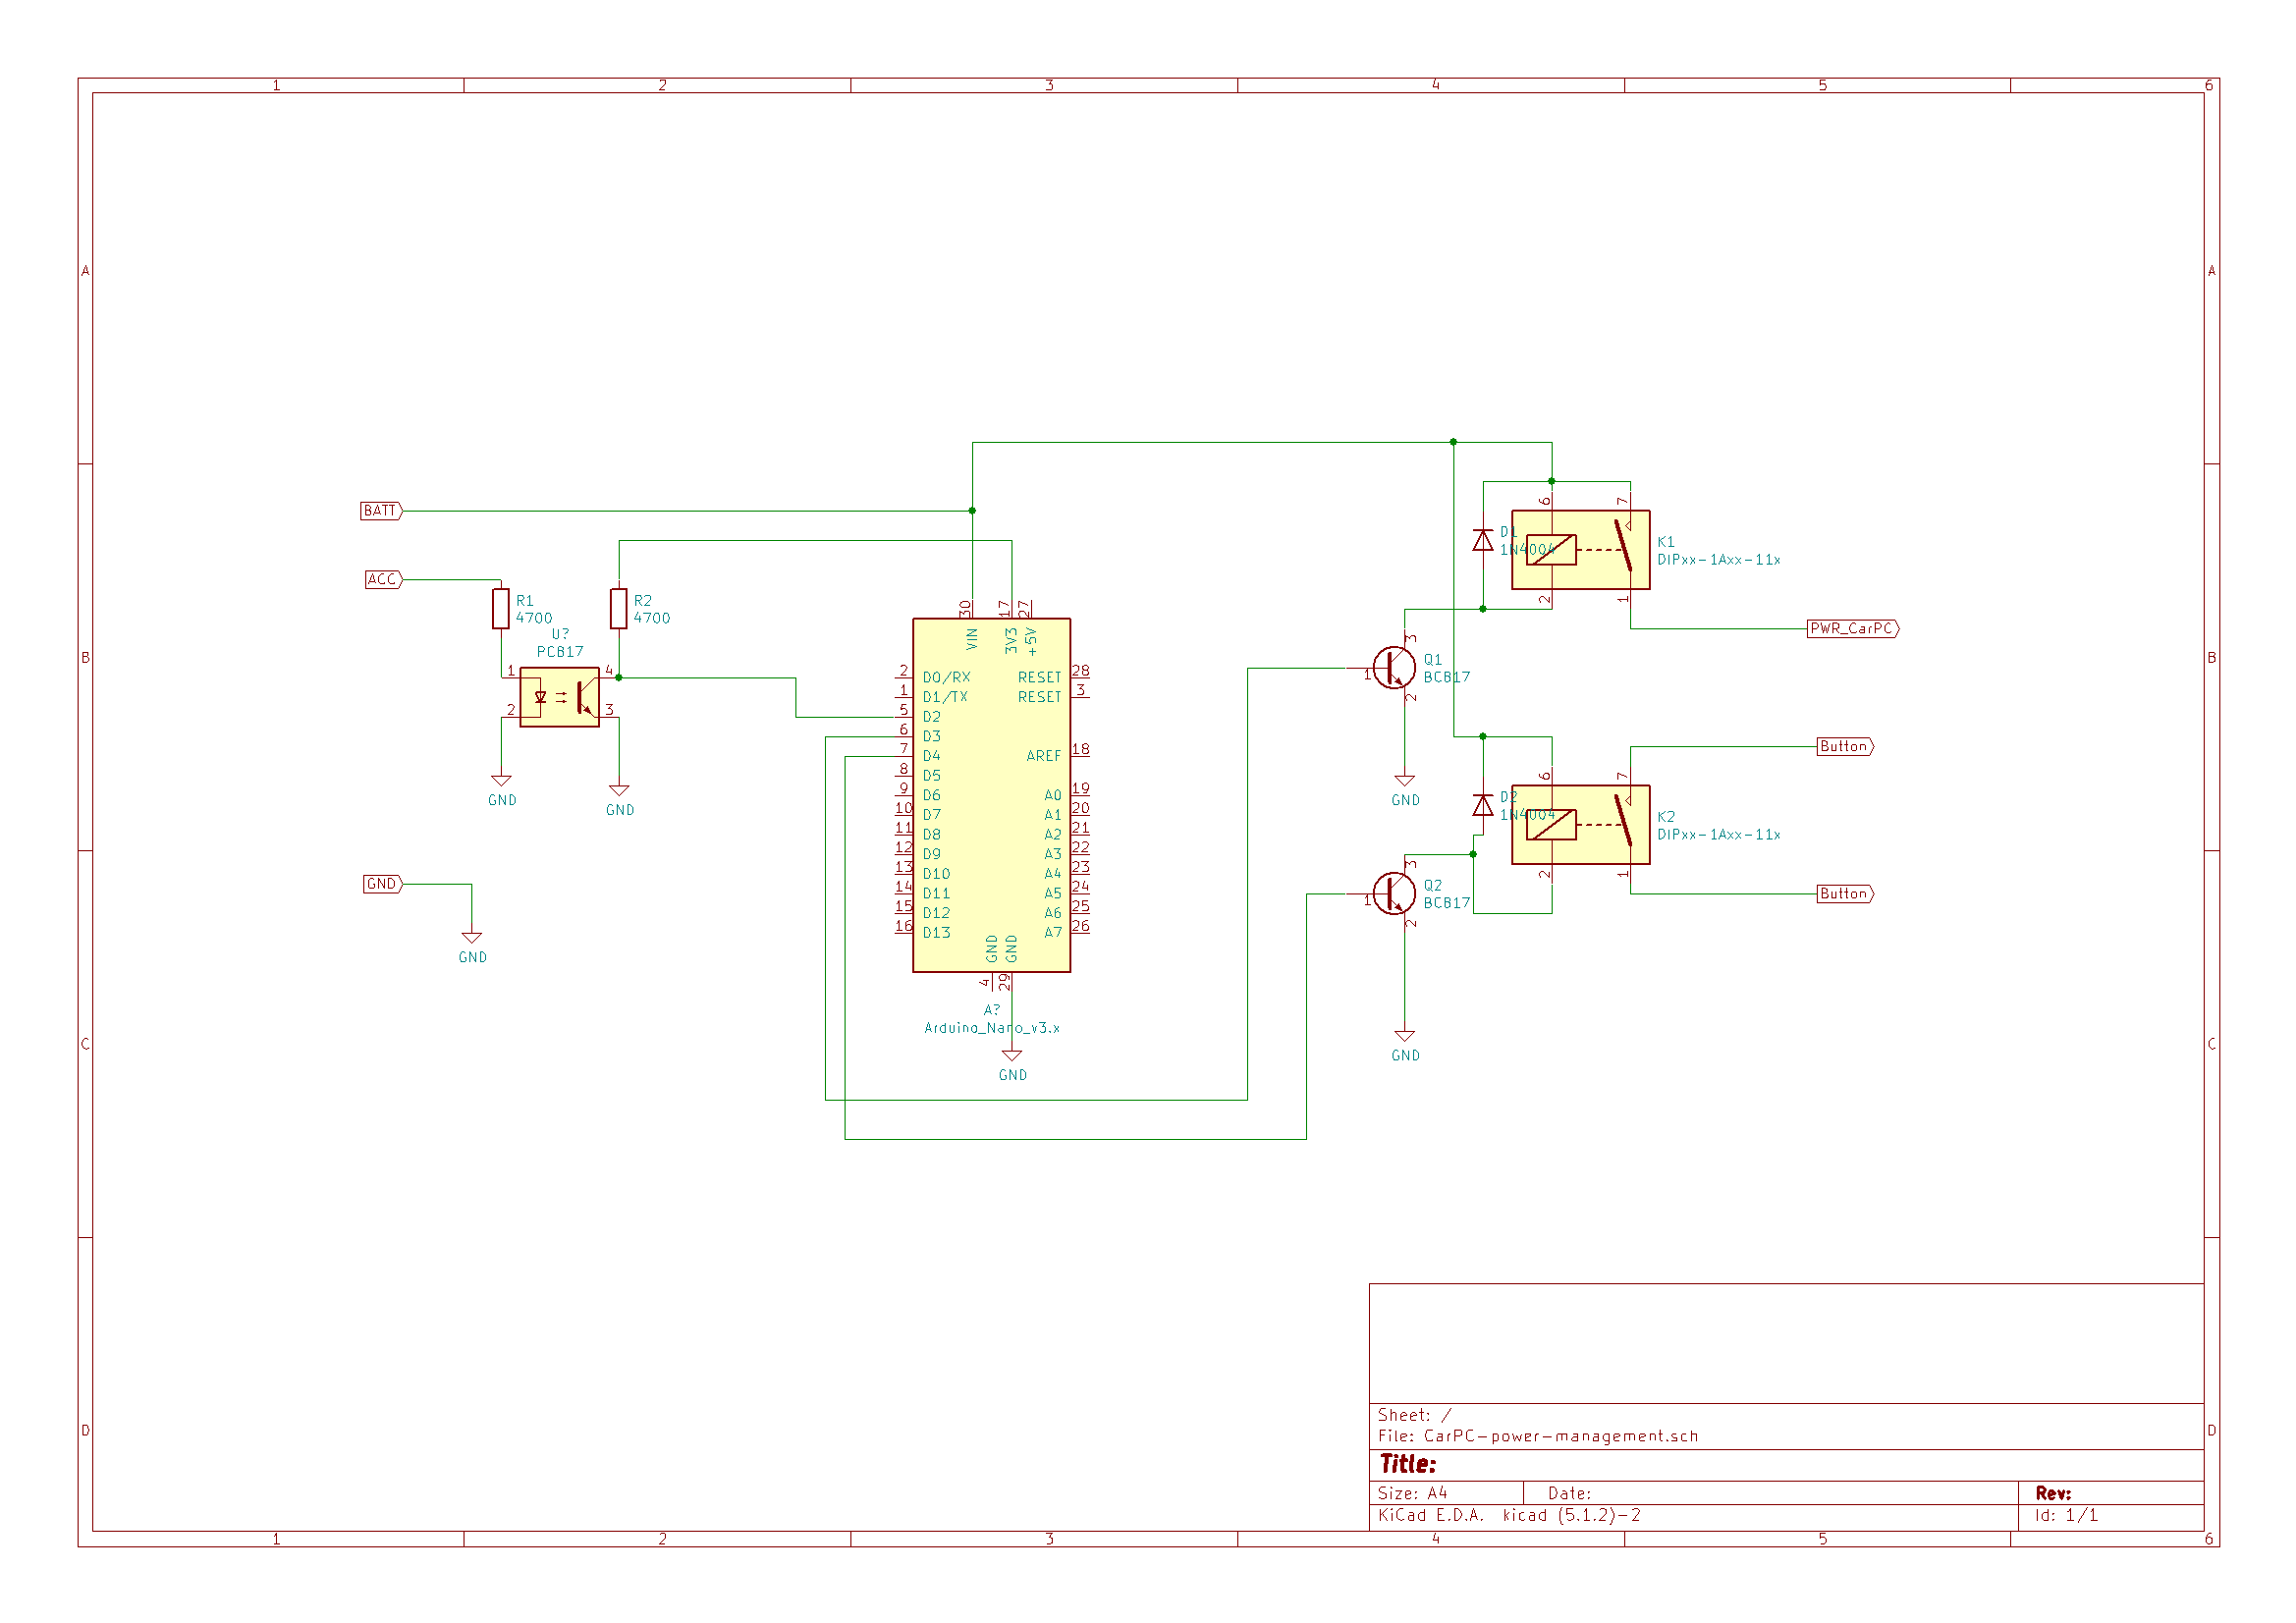 1 2 3 4 5 6
A A
B B
C C
D D
BATT
ACC
R1
4700
R2
4700
U?
PCB17
1
2
4
3
GND
GND
GND
GND
30
17
27
VIN
3V3
+5V
2 D0/RX
1 D1/TX
5 D2
6 D3
7 D4
8 D5
9 D6
10 D7
11 D8
12 D9
13 D10
14 D11
15 D12
16 D13
RESET 28
RESET 3
AREF 18
A0 19
A1 20
A2 21
A3 22
A4 23
A5 24
A6 25
A7 26
GND
GND
4
29
A?
Arduino_Nano_v3.x
GND
D1
1N4004
6
7
2
1
K1
DIPxx-1Axx-11x
PWR_CarPC
3
1
2
Q1
BCB17
GND
Button
D2
1N4004
6
7
2
1
K2
DIPxx-1Axx-11x
Button
3
1
2
Q2
BCB17
GND
Sheet: /
File: CarPC-power-management.sch
Title:
Size: A4 Date: Rev:
KiCad E.D.A. kicad (5.1.2)-2 Id: 1/1
1 2 3 4 5 6